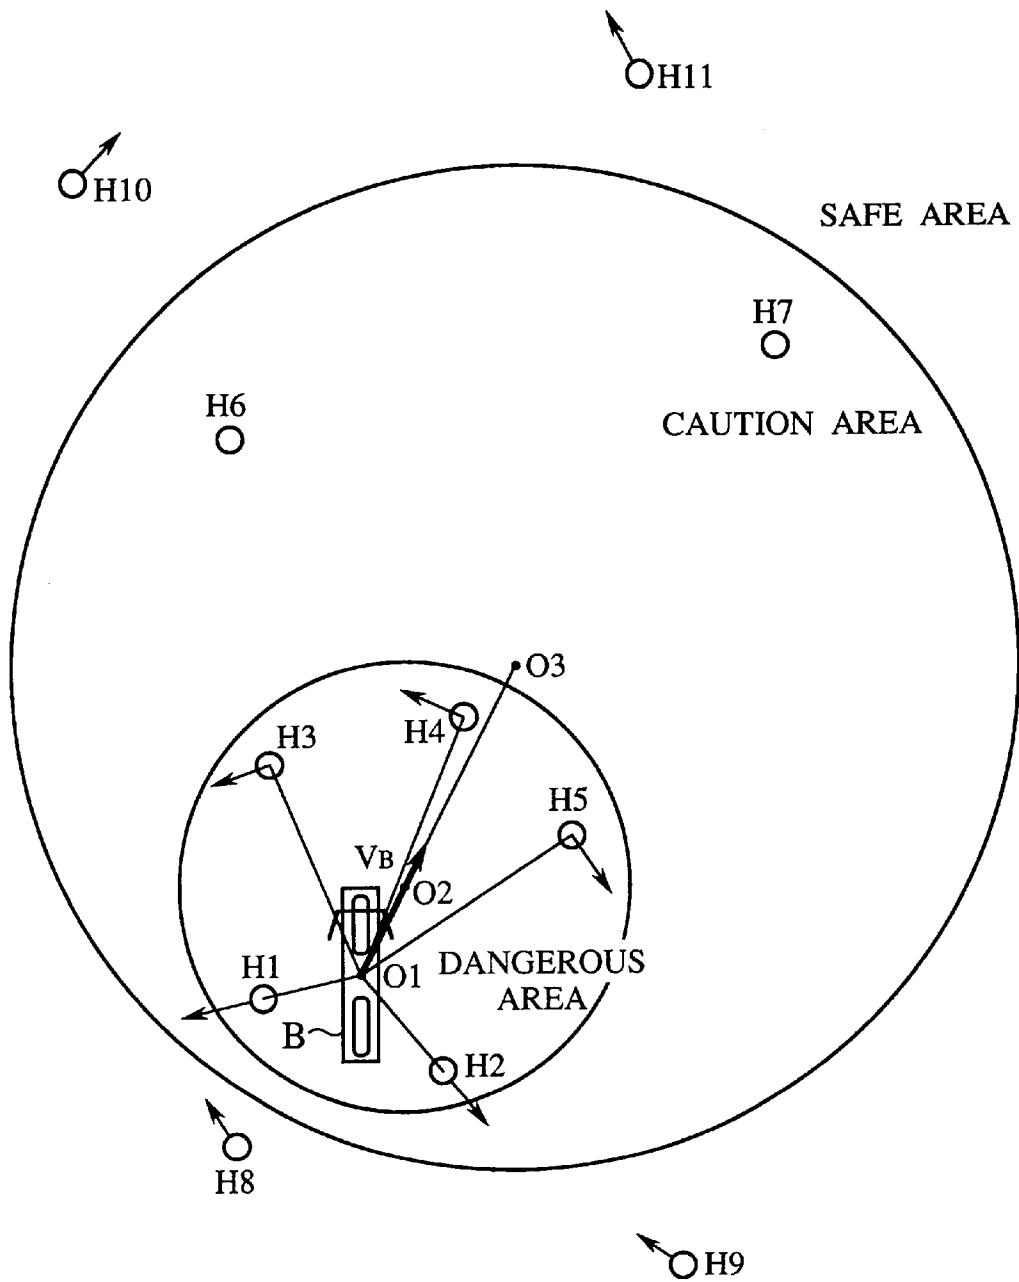 H11
H10
SAFE AREA
H7
H6
CAUTION AREA
O3
H4
H3
H5
VB
O2
DANGEROUS
AREA
H1
O1
B
H2
H8
H9